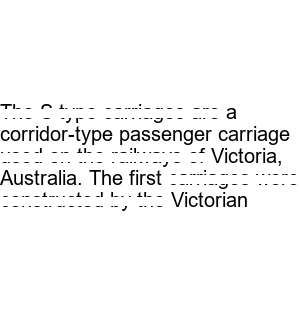 The S type carriages are a
corridor-type passenger carriage
used on the railways of Victoria,
Australia. The first carriages were
constructed by the Victorian